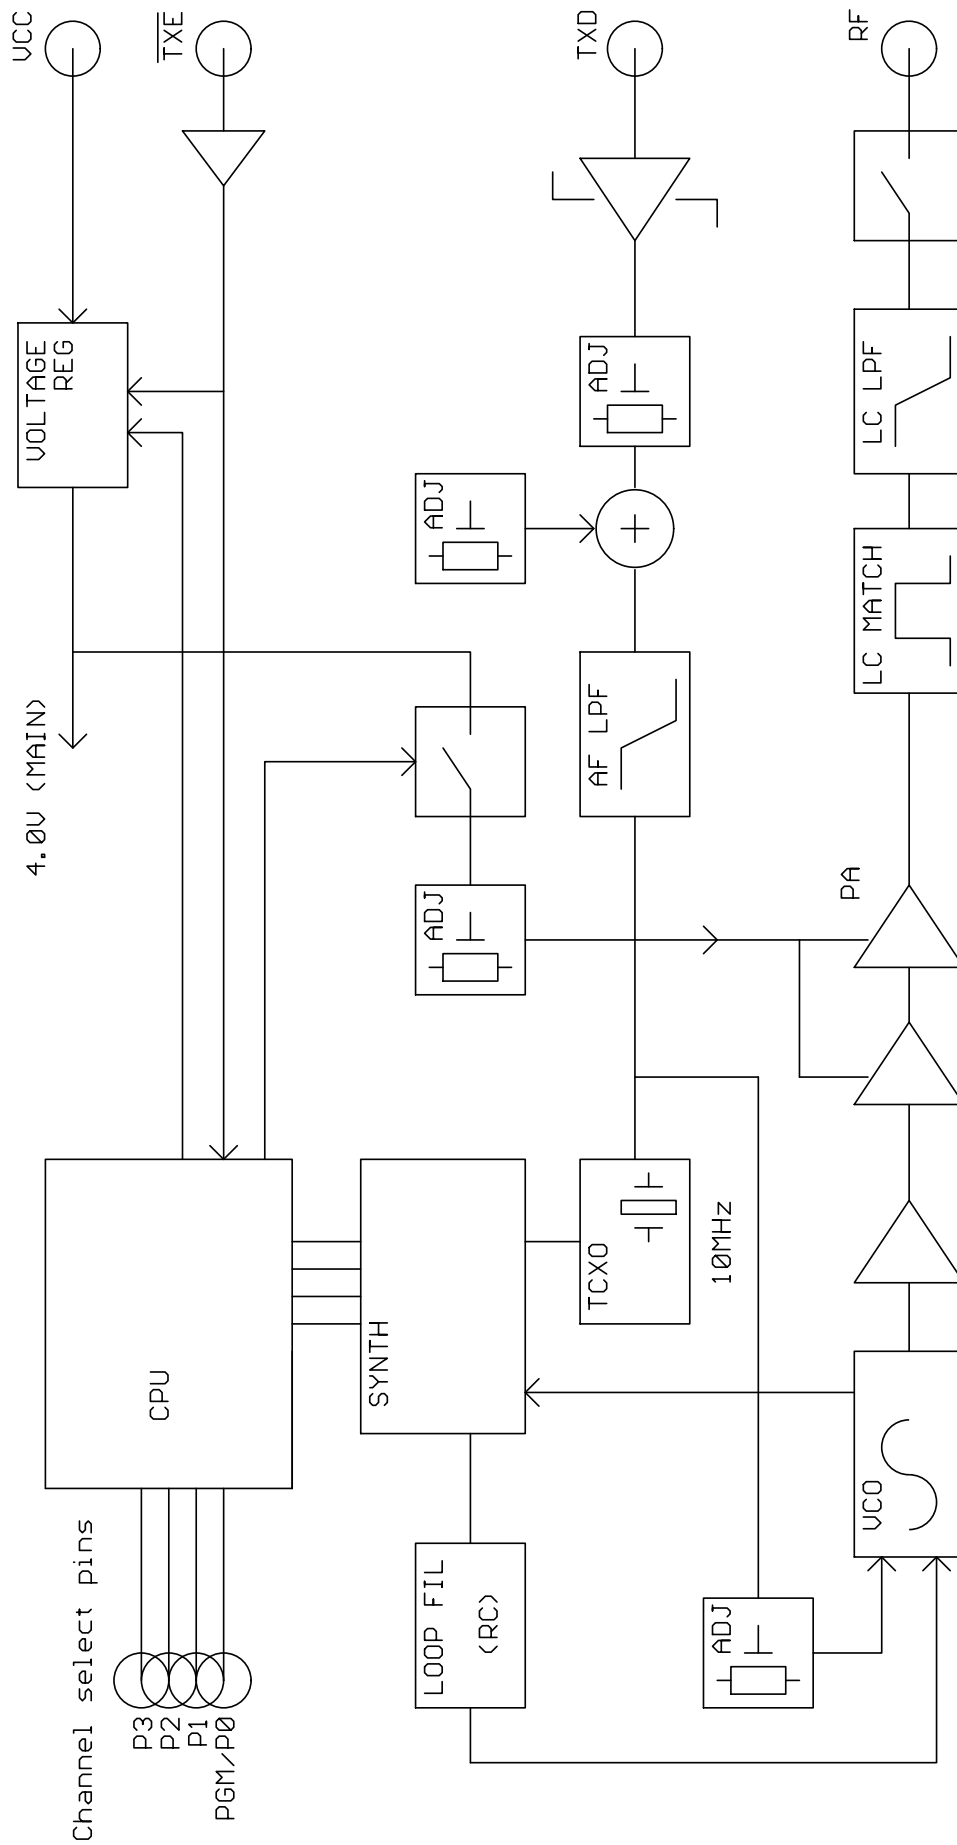 VCC
VOLTAGE
REG
4.0V (MAIN)
Channel select pins
P3
P2
P1
PGM/P0
CPU
T̅X̅E̅
SYNTH
LOOP FIL
(RC)
ADJ
ADJ
TXD
ADJ
AF LPF
TCXO
10MHz
ADJ
RF
LC LPF
LC MATCH
PA
VCO